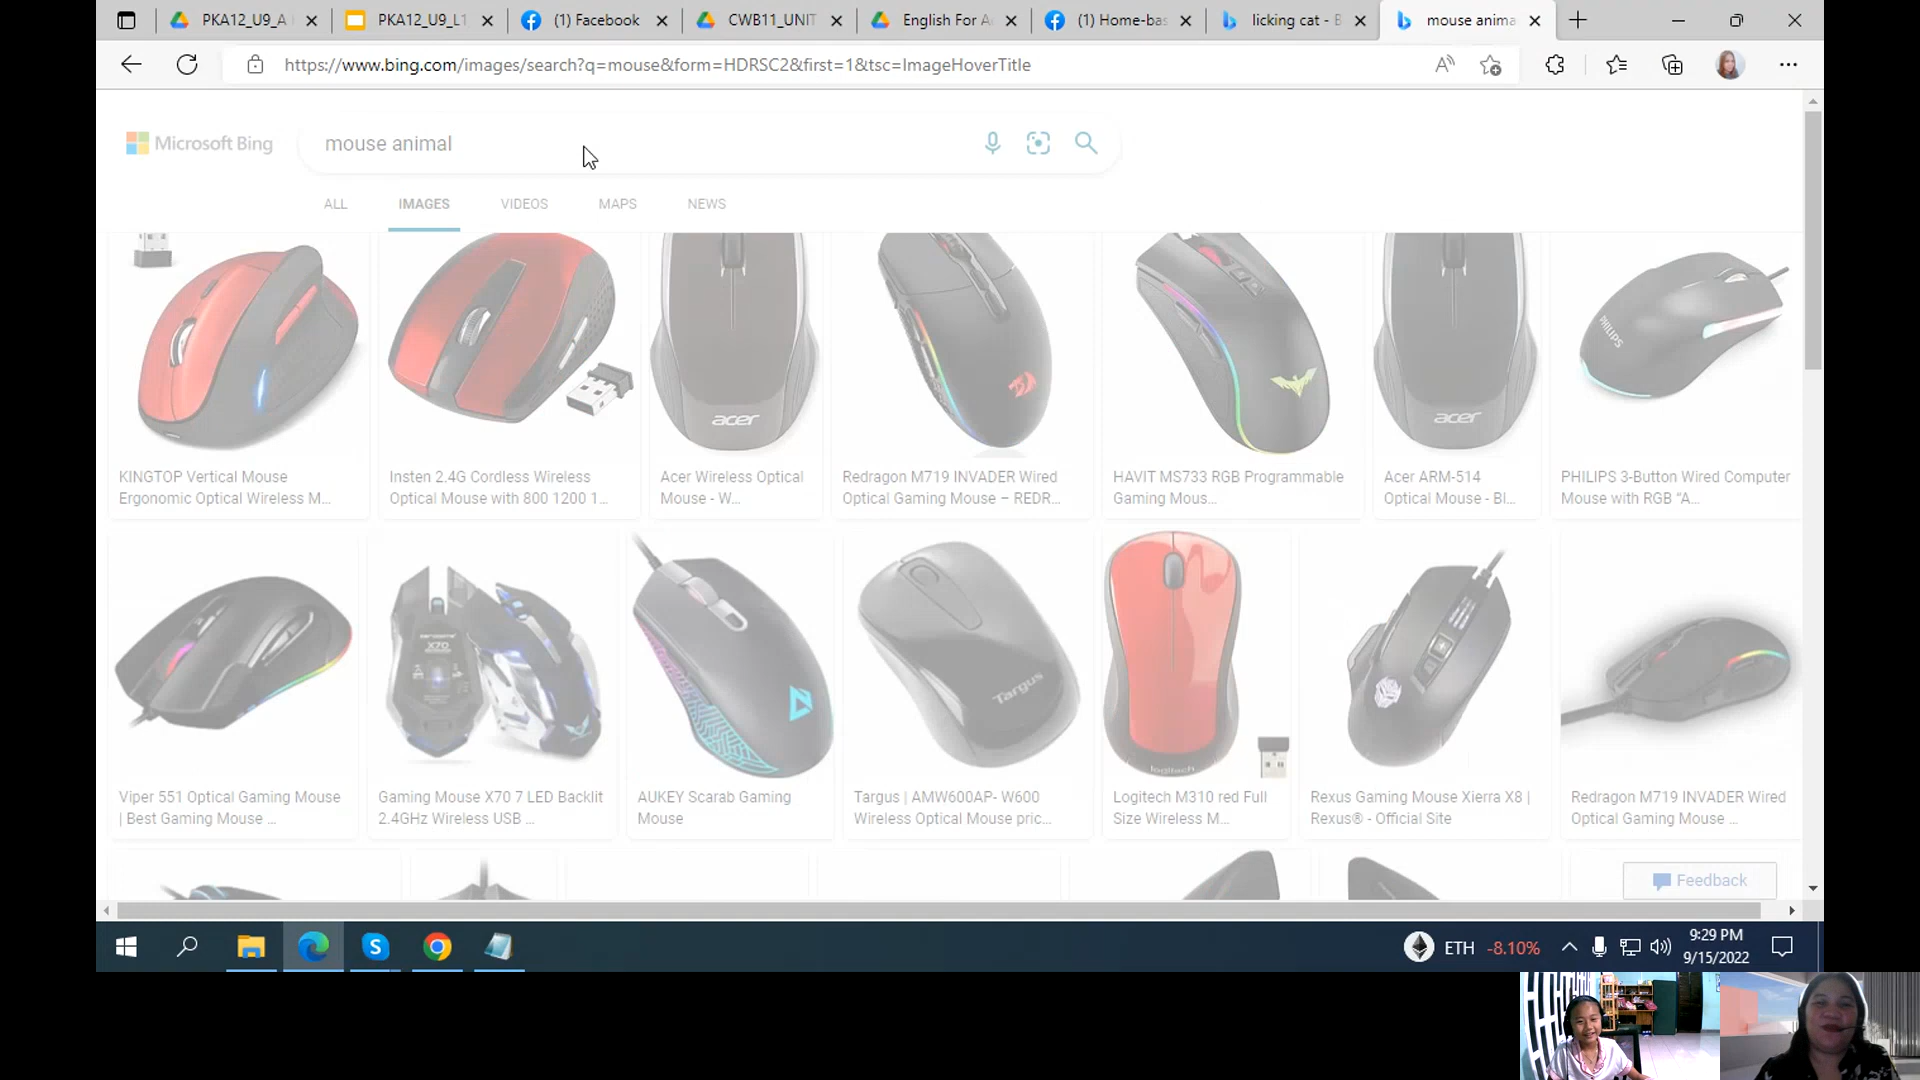 PKA12_U9_A
PKA12_U9_L1
(1) Facebook
CWB11_UNIT
English For A
(1) Home-bas
licking cat - B
mouse anima
https://www.bing.com/images/search?q=mouse&form=HDRSC2&first=1&tsc=ImageHoverTitle
Microsoft Bing
mouse animal
ALL
IMAGES
VIDEOS
MAPS
NEWS
acer
acer
PHILIPS
KINGTOP Vertical Mouse
Ergonomic Optical Wireless M...
Insten 2.4G Cordless Wireless
Optical Mouse with 800 1200 1...
Acer Wireless Optical
Mouse - W...
Redragon M719 INVADER Wired
Optical Gaming Mouse – REDR...
HAVIT MS733 RGB Programmable
Gaming Mous...
Acer ARM-514
Optical Mouse - Bl...
PHILIPS 3-Button Wired Computer
Mouse with RGB “A...
X7D
Targus
logitech
Viper 551 Optical Gaming Mouse
| Best Gaming Mouse ...
Gaming Mouse X70 7 LED Backlit
2.4GHz Wireless USB ...
AUKEY Scarab Gaming
Mouse
Targus | AMW600AP- W600
Wireless Optical Mouse pric...
Logitech M310 red Full
Size Wireless M...
Rexus Gaming Mouse Xierra X8 |
Rexus® - Official Site
Redragon M719 INVADER Wired
Optical Gaming Mouse ...
Feedback
ETH -8.10%
9:29 PM
9/15/2022